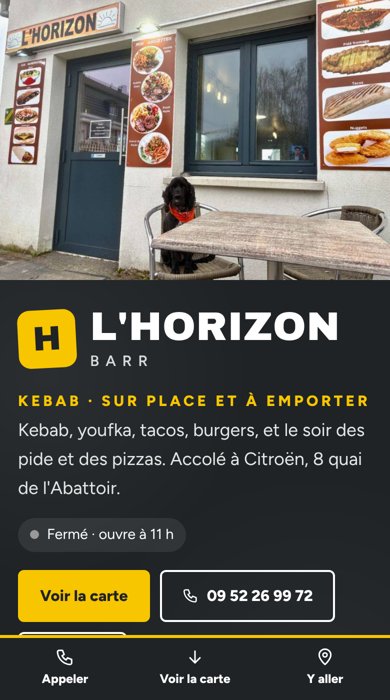 L'HORIZON
Tacos
Nuggets
H
L'HORIZON
BARR
KEBAB · SUR PLACE ET À EMPORTER
Kebab, youfka, tacos, burgers, et le soir des
pide et des pizzas. Accolé à Citroën, 8 quai
de l'Abattoir.
Fermé · ouvre à 11 h
Voir la carte
09 52 26 99 72
Appeler
Voir la carte
Y aller